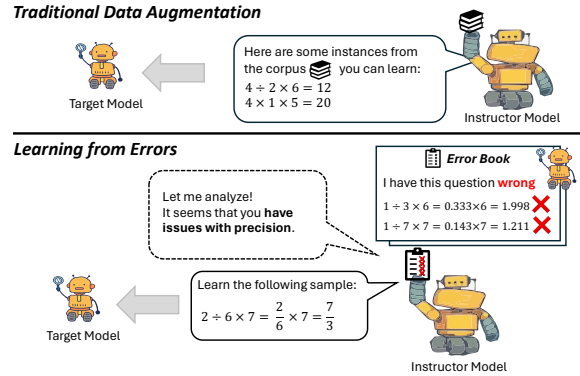 Traditional Data Augmentation
Here are some instances from
the corpus you can learn:
4 ÷ 2 × 6 = 12
4 × 1 × 5 = 20
Target Model
Instructor Model
Learning from Errors
Error Book
I have this question wrong
1 ÷ 3 × 6 = 0.333×6 = 1.998
1 ÷ 7 × 7 = 0.143×7 = 1.211
Let me analyze!
It seems that you have
issues with precision.
Learn the following sample:
2 ÷ 6 × 7 = 2/6 × 7 = 7/3
Target Model
Instructor Model